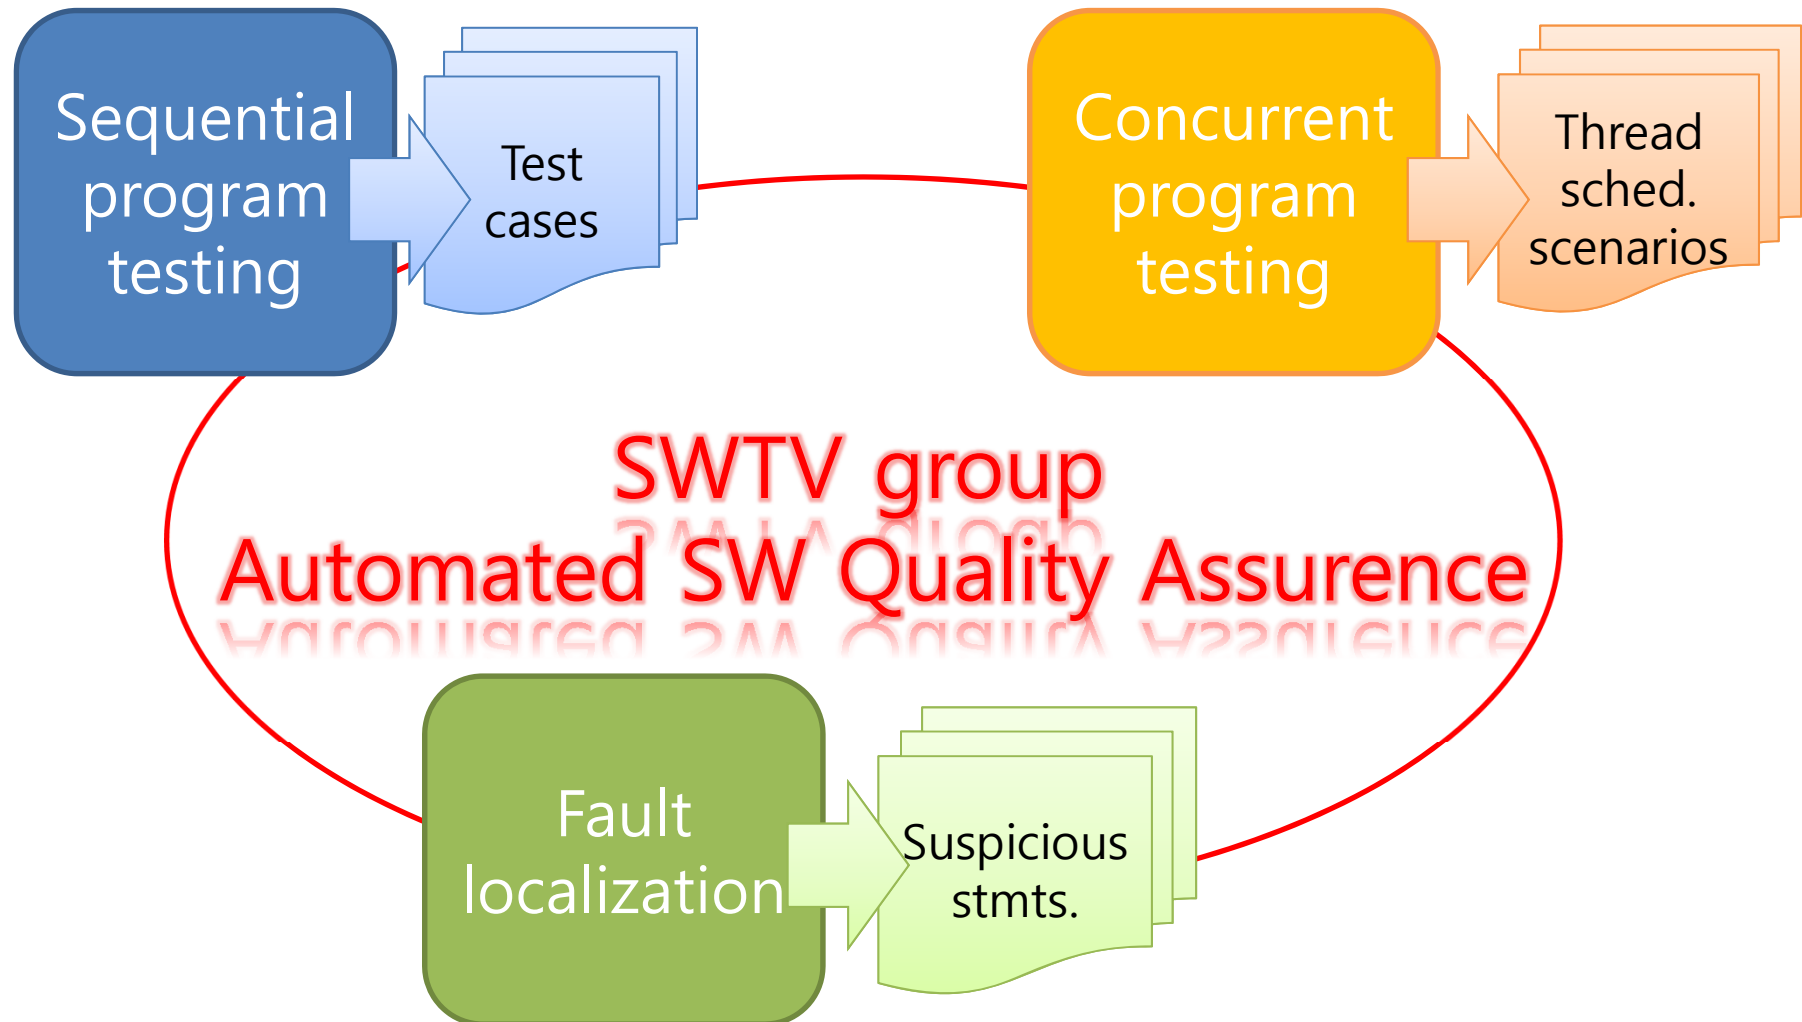 Sequential
program
testing
Test
cases
Concurrent
program
testing
Thread
sched.
scenarios
SWTV group
Automated SW Quality Assurence
Fault
localization
Suspicious
stmts.